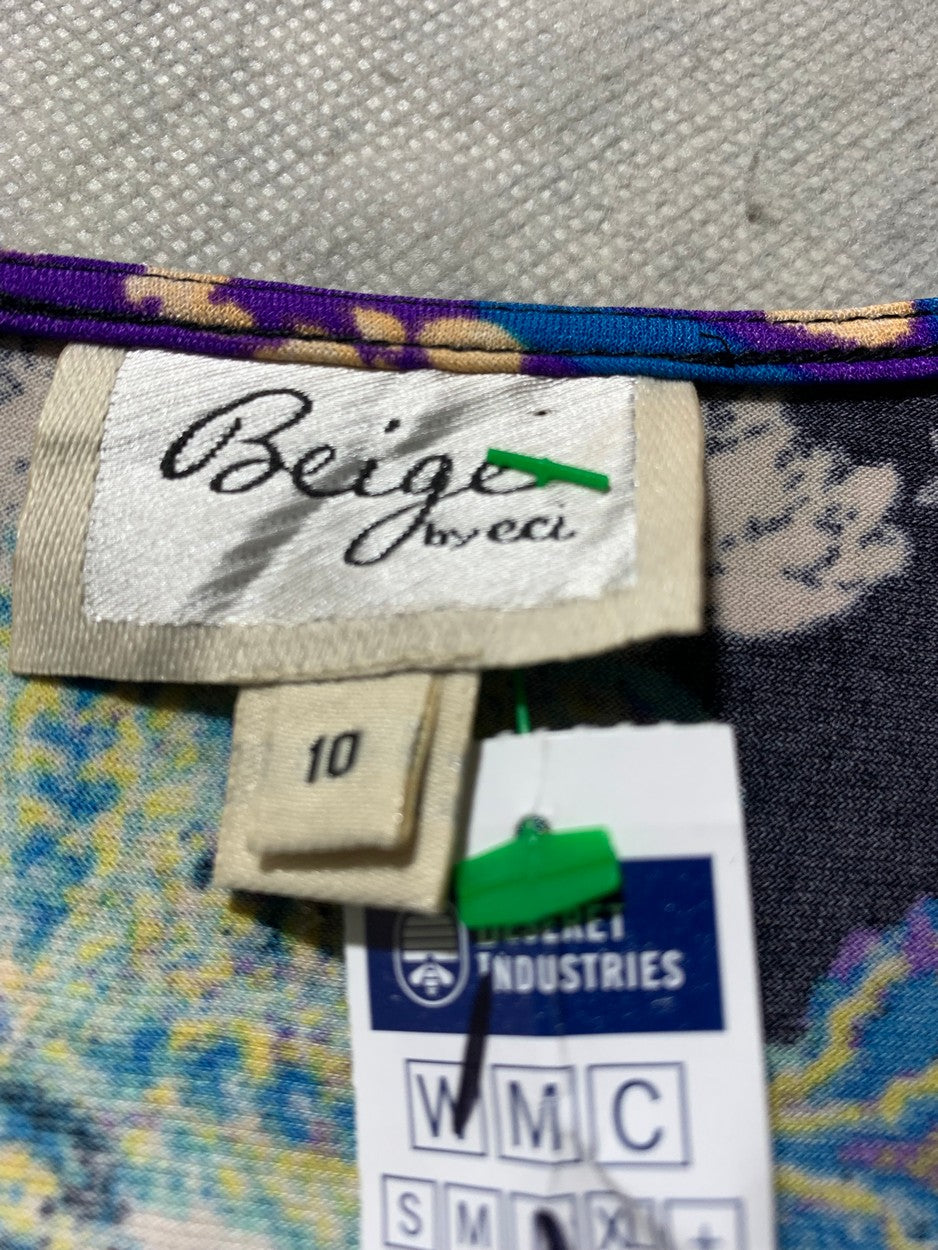 Beige
by eci
10
DESERET
INDUSTRIES
W M C
S M XL +